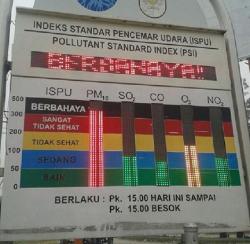 INDEKS STANDAR PENCEMAR UDARA (ISPU)
POLLUTANT STANDARD INDEX (PSI)
BERBAHAYA"
ISPU PM10 SO2 CO O3 NO2
500
BERBAHAYA
400
SANGAT
TIDAK SEHAT
300
TIDAK SEHAT
200
SEDANG
100
BAIK
BERLAKU : Pk. 15.00 HARI INI SAMPAI
Pk. 15.00 BESOK